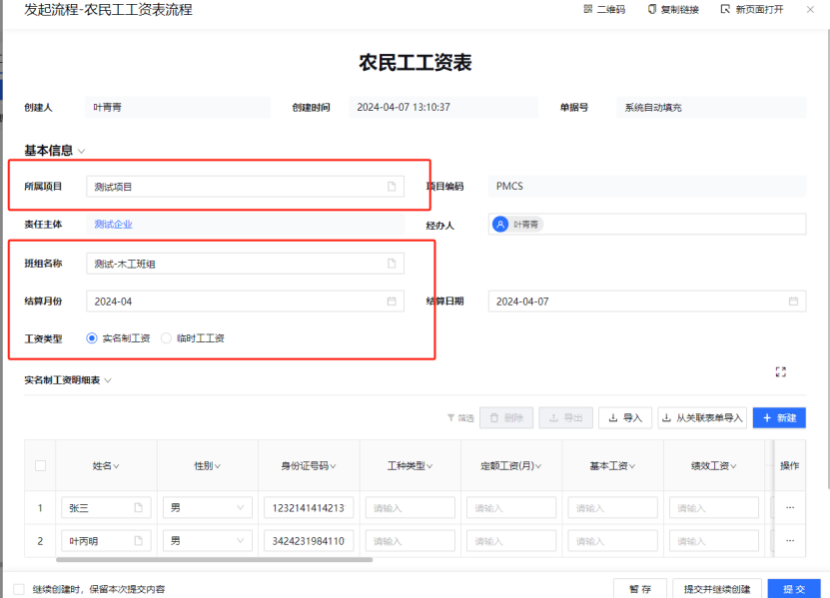 发起流程-农民工工资表流程 二维码 复制链接 新页面打开
农民工工资表
创建人 叶青青 创建时间 2024-04-07 13:10:37 单据号 系统自动填充
基本信息
所属项目 测试项目 项目编码 PMCS
责任主体 测试企业 经办人 叶青青
班组名称 测试-木工班组
结算月份 2024-04 结算日期 2024-04-07
工资类型 实名制工资 临时工工资
实名制工资明细表
筛选 删除 导出 导入 从关联表单导入 + 新建
姓名 性别 身份证号码 工种类型 定额工资(月) 基本工资 绩效工资 操作
1 张三 男 1232141414213 请输入 请输入 请输入 请输入 ...
2 叶丙明 男 3424231984110 请输入 请输入 请输入 请输入 ...
继续创建时，保留本次提交内容 暂存 提交并继续创建 提交